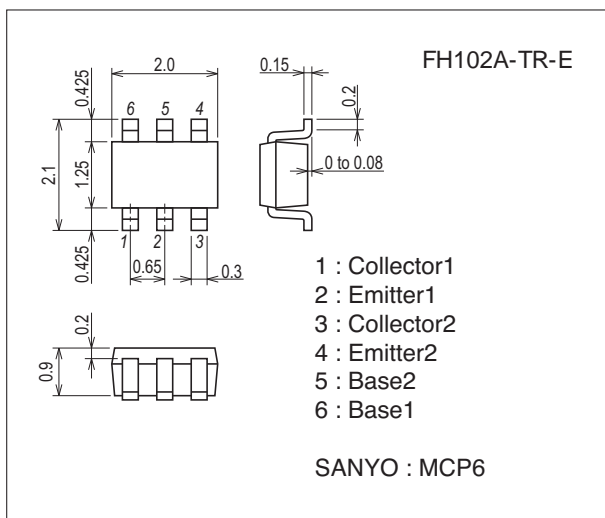 FH102A-TR-E
2.0
0.15
0.425
0.2
6 5 4
2.1
1.25
0 to 0.08
0.425
1 2 3
0.65
0.3
0.2
0.9
1 : Collector1
2 : Emitter1
3 : Collector2
4 : Emitter2
5 : Base2
6 : Base1
SANYO : MCP6